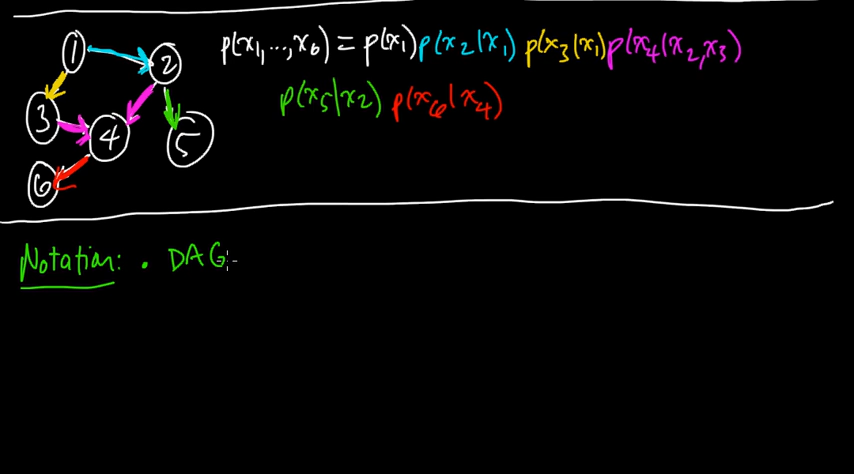 1 2 p(x₁,...,x₆) = p(x₁) p(x₂|x₁) p(x₃|x₁) p(x₄|x₂,x₃)
3 4 5 p(x₅|x₂) p(x₆|x₄)
6
Notation: • DAG-